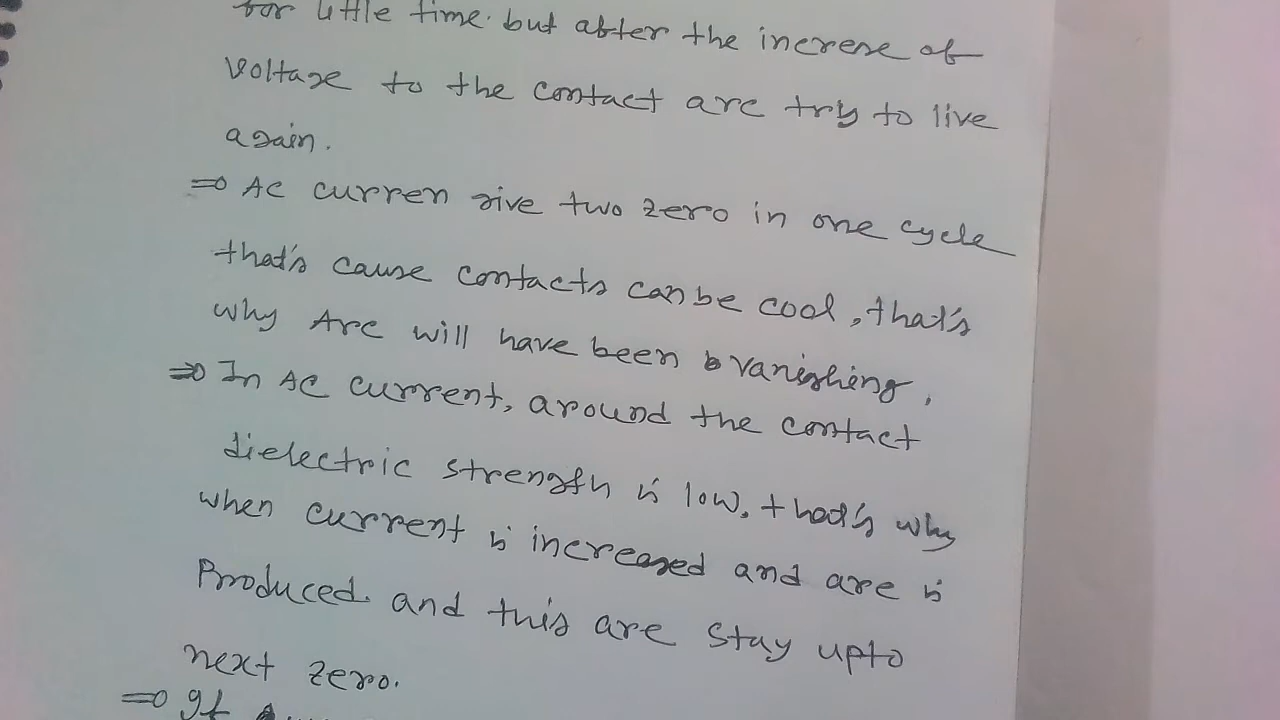 for little time. but after the increse of
voltage to the contact arc try to live
again.
⇒ AC curren give two zero in one cycle
that's cause contacts can be cool, that's
why Arc will have been vanishing.
⇒ In AC current, around the contact
dielectric strength is low. that's why
when current is increased and arc is
Produced. and this arc stay upto
next zero.
⇒ If